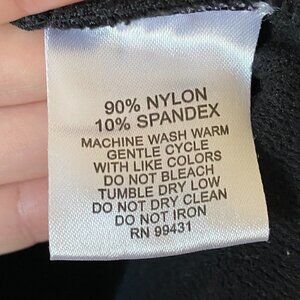 90% NYLON
10% SPANDEX
MACHINE WASH WARM
GENTLE CYCLE
WITH LIKE COLORS
DO NOT BLEACH
TUMBLE DRY LOW
DO NOT DRY CLEAN
DO NOT IRON
RN 99431